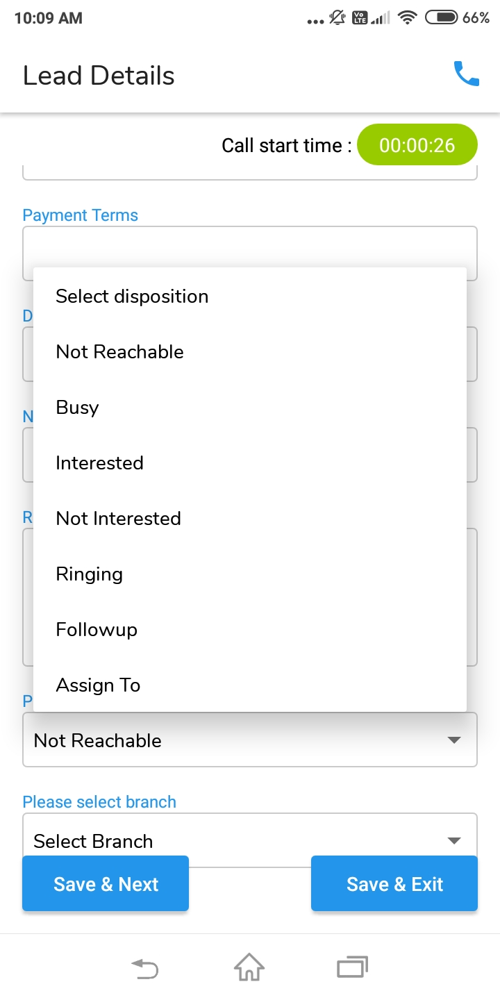 10:09 AM
Vo LTE
66%
Lead Details
Call start time : 00:00:26
Payment Terms
D
Select disposition
Not Reachable
Busy
N
Interested
Not Interested
R
Ringing
Followup
Assign To
P
Not Reachable
Please select branch
Select Branch
Save & Next
Save & Exit